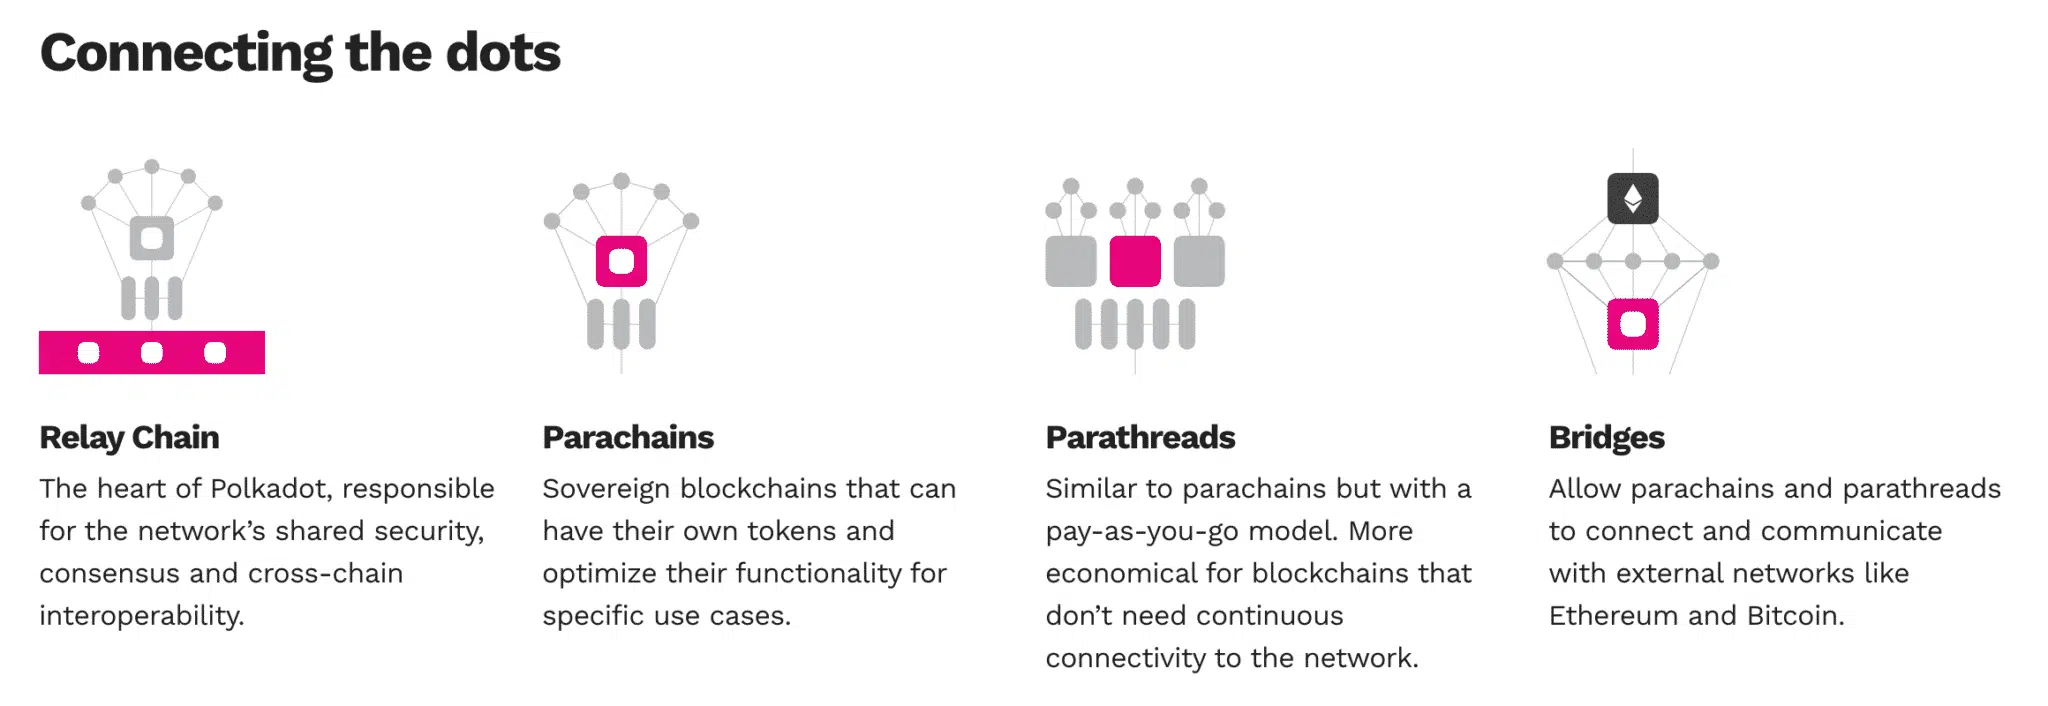 Connecting the dots
Relay Chain
The heart of Polkadot, responsible
for the network’s shared security,
consensus and cross-chain
interoperability.
Parachains
Sovereign blockchains that can
have their own tokens and
optimize their functionality for
specific use cases.
Parathreads
Similar to parachains but with a
pay-as-you-go model. More
economical for blockchains that
don’t need continuous
connectivity to the network.
Bridges
Allow parachains and parathreads
to connect and communicate
with external networks like
Ethereum and Bitcoin.